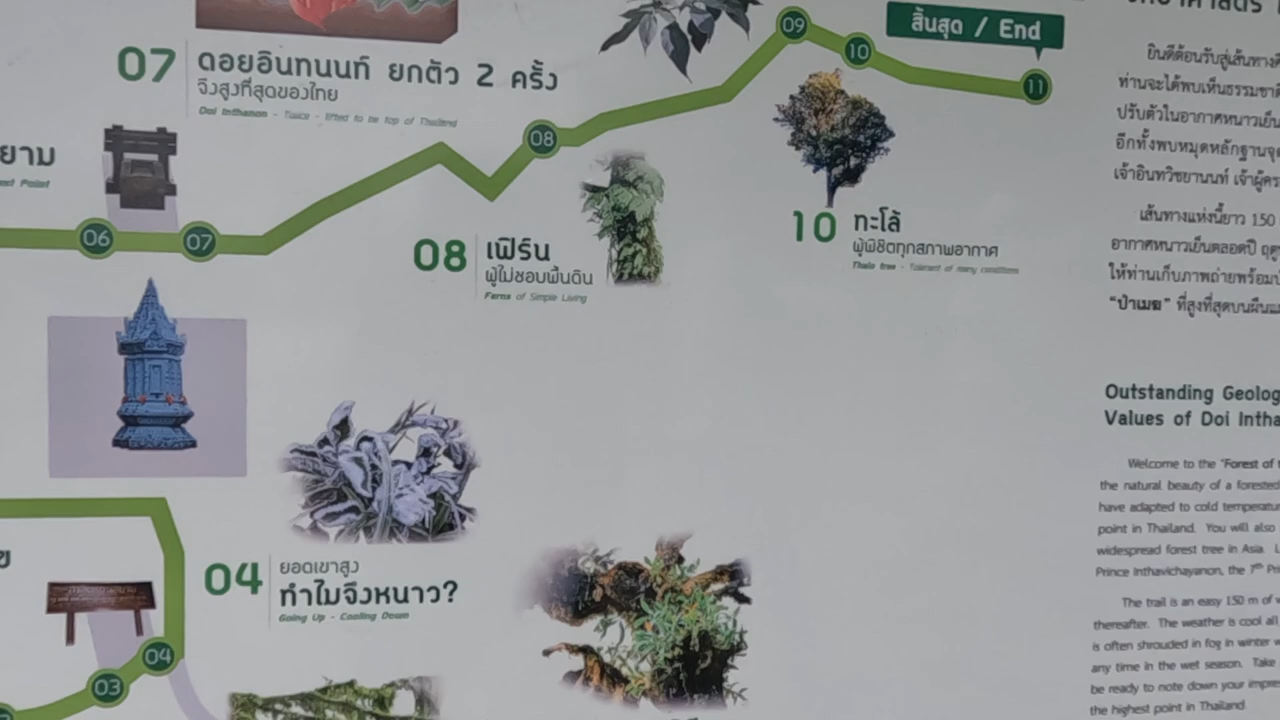 07
ดอยอินทนนท์ ยกตัว 2 ครั้ง
จึงสูงที่สุดของไทย
Doi Inthanon - Twice - lifted to be top of Thailand
06
07
08
09
10
11
สิ้นสุด / End
08
เฟิร์น
ผู้ไม่ชอบพื้นดิน
Ferns of Simple Living
10
ทะโล้
ผู้พิชิตทุกสภาพอากาศ
Thalo tree - Tolerant of many conditions
04
ยอดเขาสูง
ทำไมจึงหนาว?
Going Up - Cooling Down
04
03
ยินดีต้อนรับสู่เส้นทาง
ท่านจะได้พบเห็นธรรมชาติ
ปรับตัวในอากาศหนาวเย็น
อีกทั้งพบหมุดหลักฐาน
เจ้าอินทวิชยานนท์
เส้นทางแห่งนี้ยาว 150
อากาศหนาวเย็นตลอดปี
ให้ท่านเก็บภาพถ่ายพร้อม
“ป่าเมฆ” ที่สูงที่สุดบนผืน
Outstanding
Values of Doi
Welcome to the "Forest of
the natural beauty of a forested
have adapted to cold
point in Thailand. You will also
widespread forest tree in Asia.
Prince Inthavichayanon, the 7th
The trail is an easy 150 m of
thereafter. The weather is cool all
is often shrouded in fog in winter
any time in the wet season. Take
be ready to note down your
the highest point in Thailand